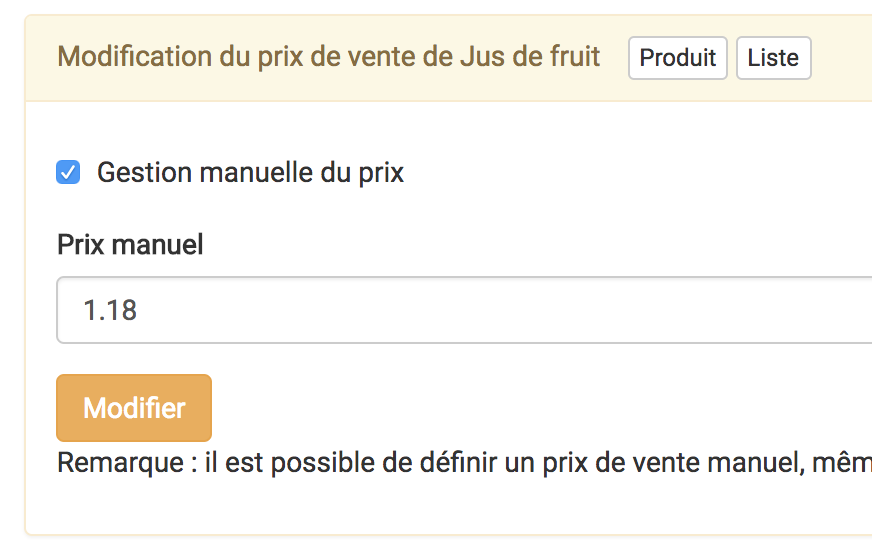 Modification du prix de vente de Jus de fruit Produit Liste
Gestion manuelle du prix
Prix manuel
1.18
Modifier
Remarque : il est possible de définir un prix de vente manuel, mêm